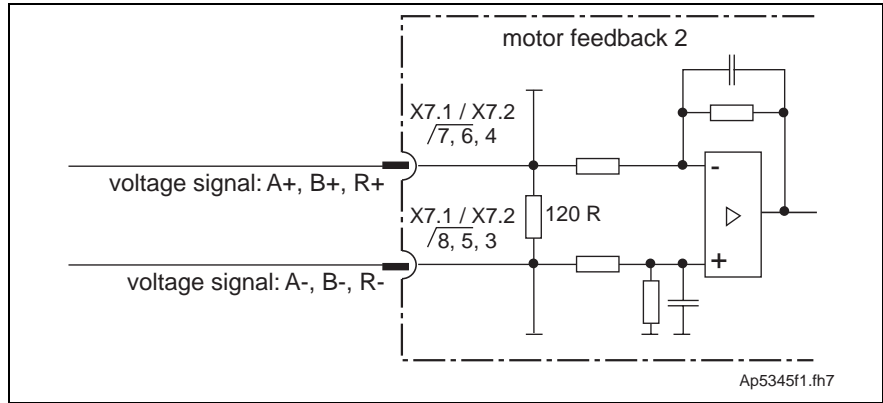 motor feedback 2
X7.1 / X7.2
/7, 6, 4
voltage signal: A+, B+, R+
-
X7.1 / X7.2
120 R
/8, 5, 3
+
voltage signal: A-, B-, R-
Ap5345f1.fh7